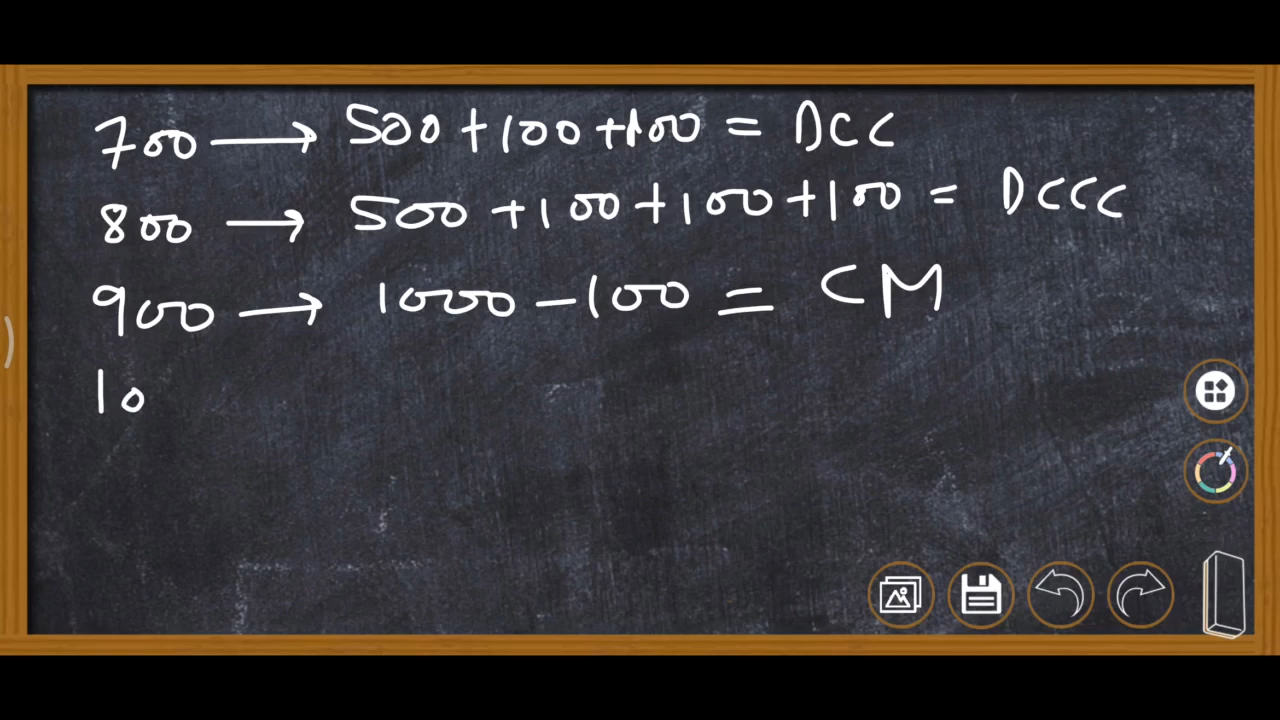 700 → 500 + 100 + 100 = DCC
800 → 500 + 100 + 100 + 100 = DCCC
900 → 1000 - 100 = CM
10